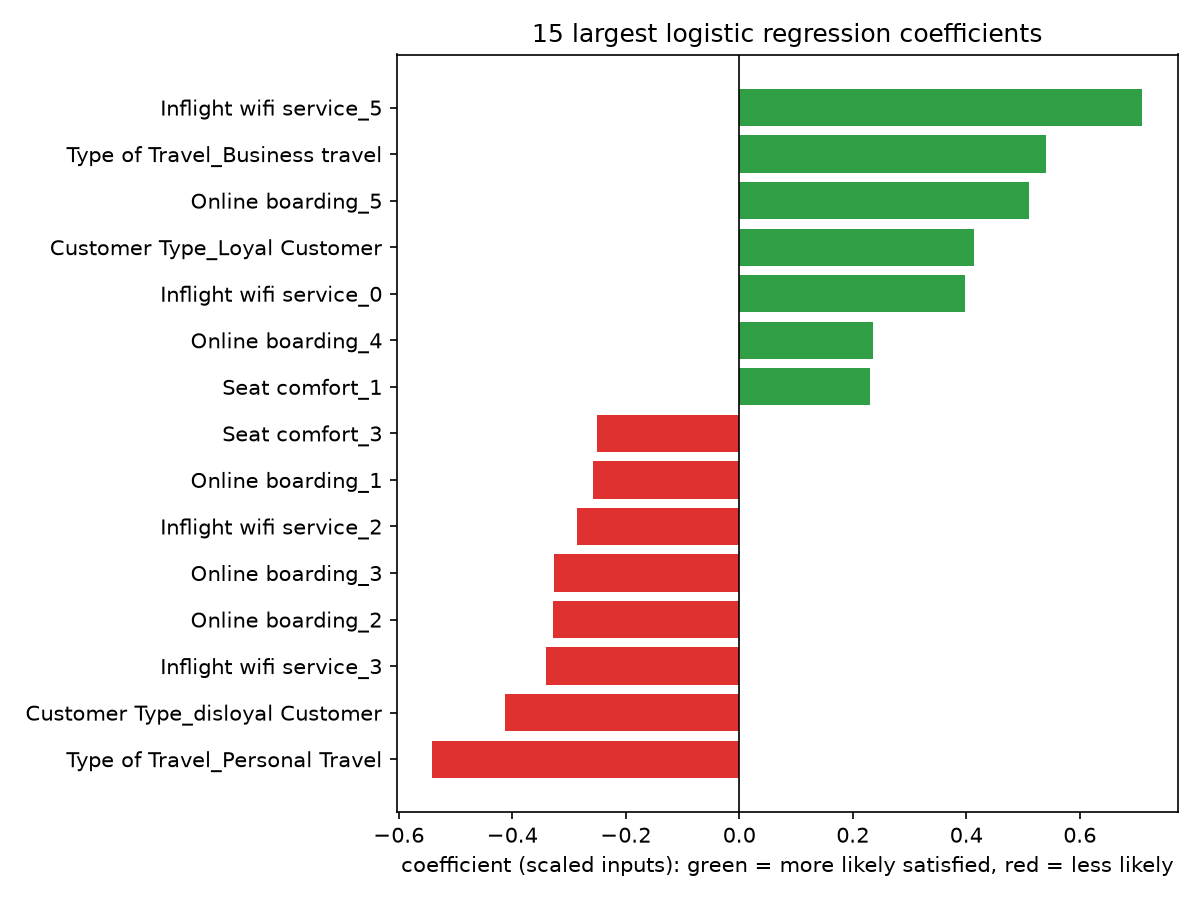 15 largest logistic regression coefficients
Inflight wifi service_5
Type of Travel_Business travel
Online boarding_5
Customer Type_Loyal Customer
Inflight wifi service_0
Online boarding_4
Seat comfort_1
Seat comfort_3
Online boarding_1
Inflight wifi service_2
Online boarding_3
Online boarding_2
Inflight wifi service_3
Customer Type_disloyal Customer
Type of Travel_Personal Travel
−0.6 −0.4 −0.2 0.0 0.2 0.4 0.6
coefficient (scaled inputs): green = more likely satisfied, red = less likely